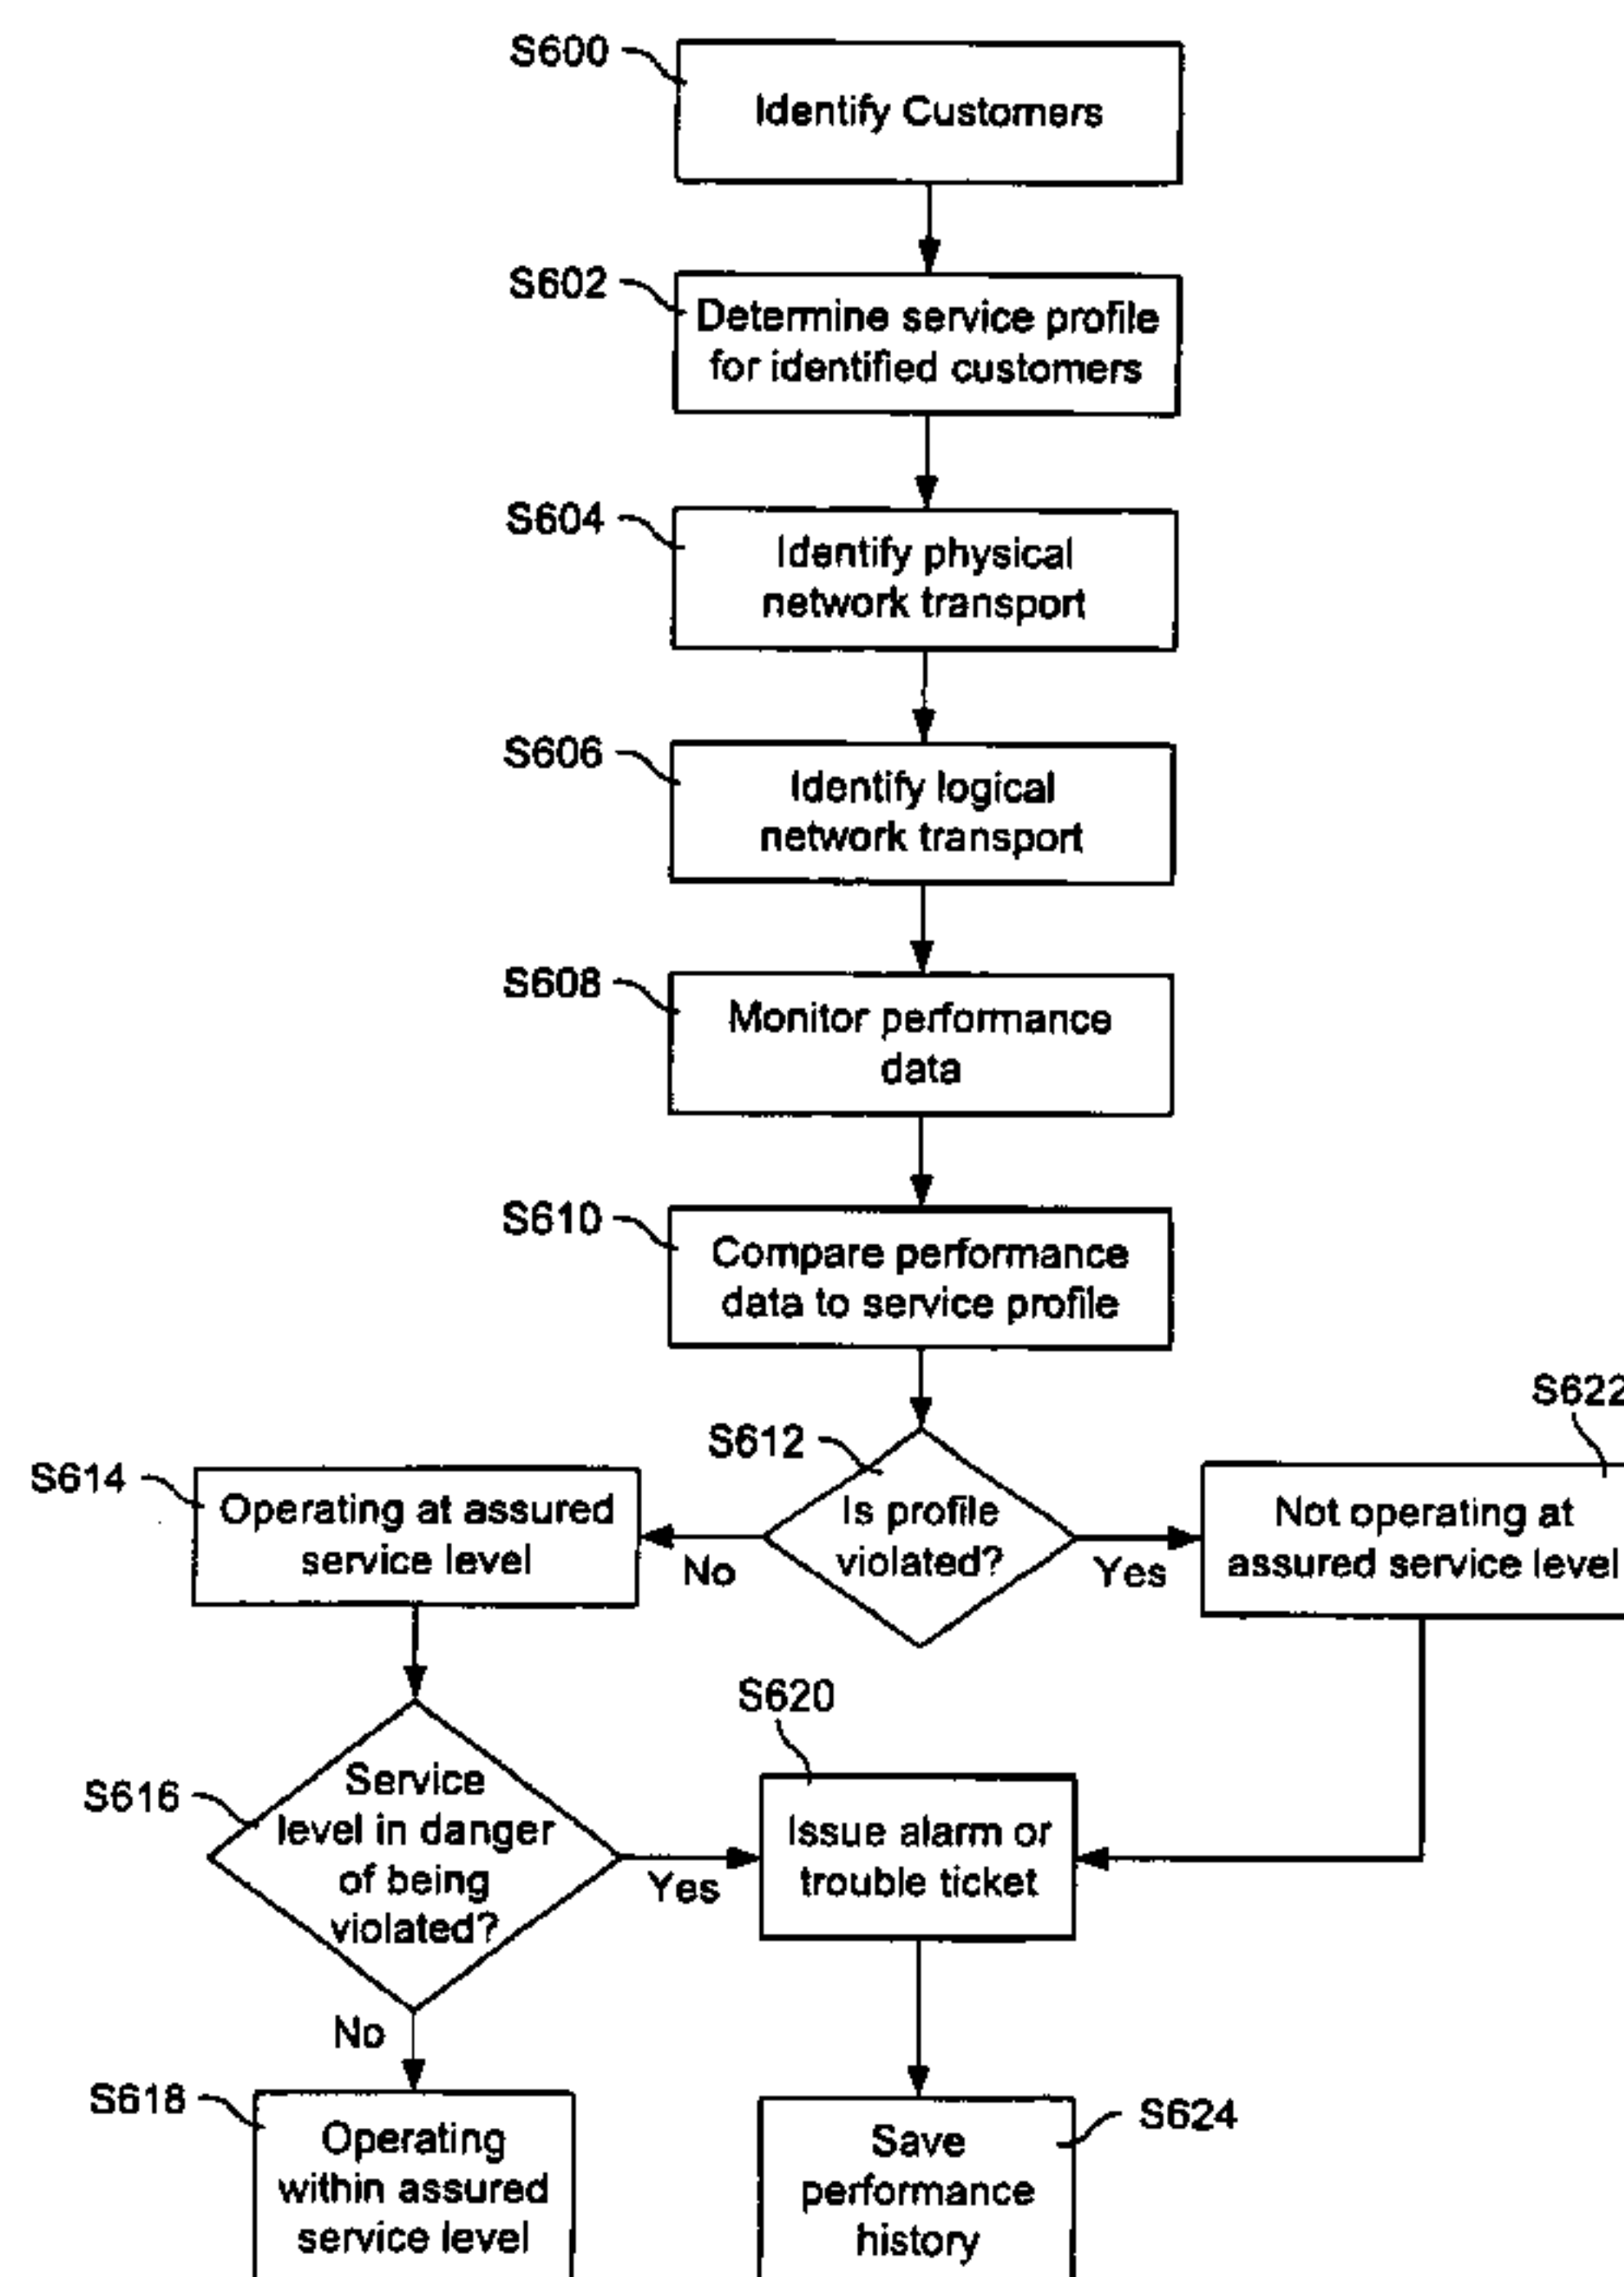 S600
Identify Customers
S602
Determine service profile
for identified customers
S604
Identify physical
network transport
S606
Identify logical
network transport
S608
Monitor performance
data
S610
Compare performance
data to service profile
S612
Is profile
violated?
No
Yes
S614
Operating at assured
service level
S622
Not operating at
assured service level
S616
Service
level in danger
of being
violated?
Yes
No
S620
Issue alarm or
trouble ticket
S618
Operating
within assured
service level
S624
Save
performance
history